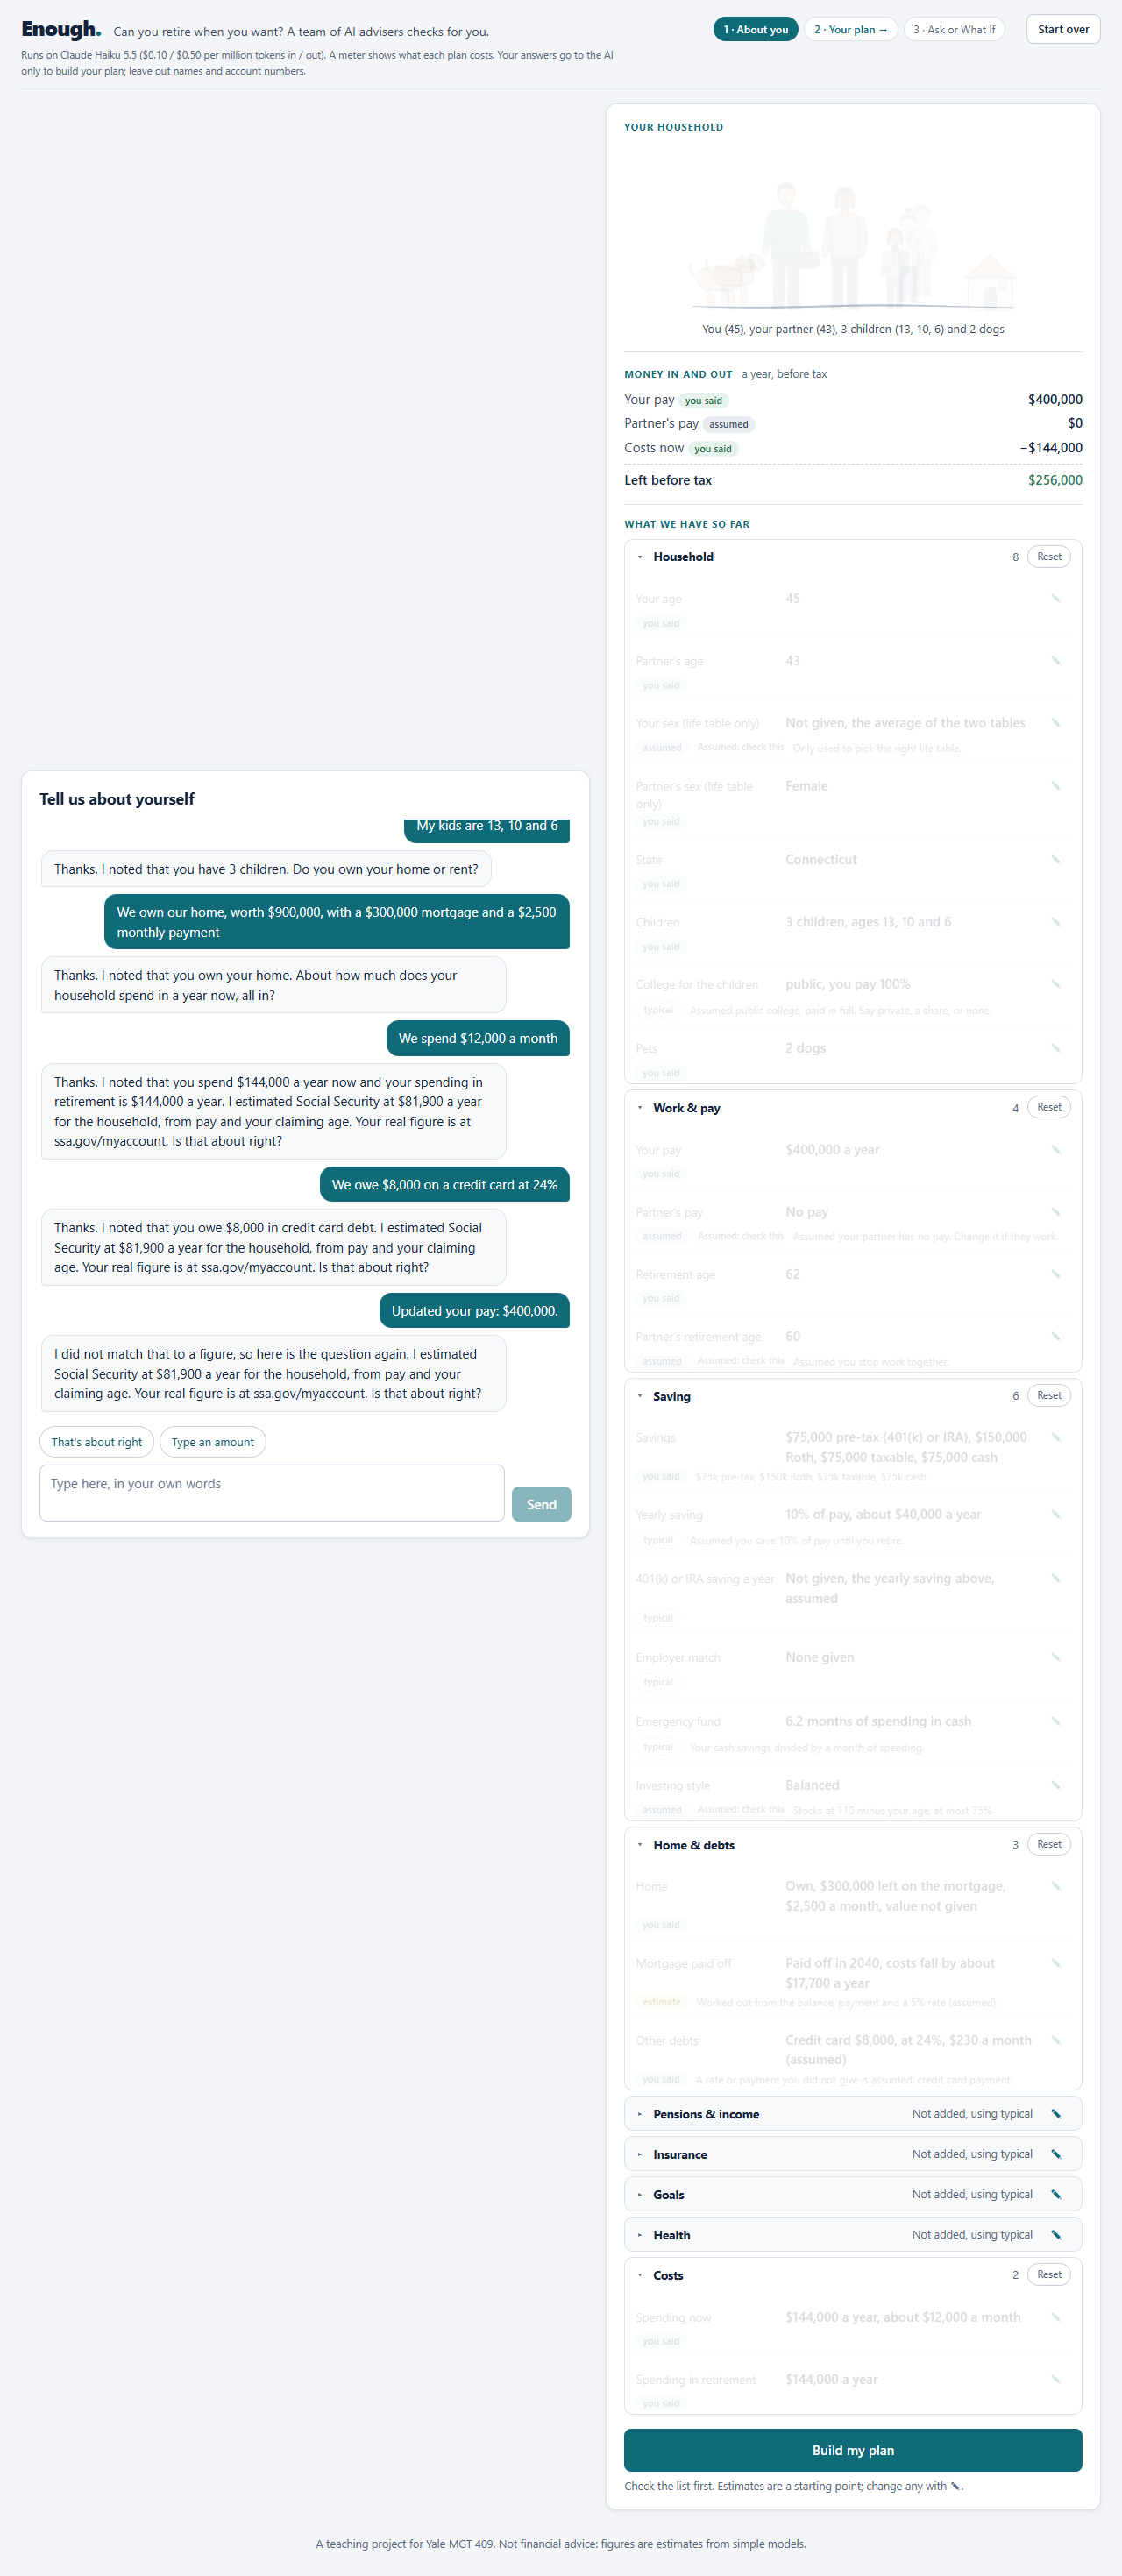 Enough. Can you retire when you want? A team of AI advisers checks for you.
1 · About you
2 · Your plan →
3 · Ask or What If
Start over
Runs on Claude Haiku 5.5 ($0.10 / $0.50 per million tokens in / out). A meter shows what each plan costs. Your answers go to the AI
only to build your plan; leave out names and account numbers.
Tell us about yourself
My kids are 13, 10 and 6
Thanks. I noted that you have 3 children. Do you own your home or rent?
We own our home, worth $900,000, with a $300,000 mortgage and a $2,500
monthly payment
Thanks. I noted that you own your home. About how much does your
household spend in a year now, all in?
We spend $12,000 a month
Thanks. I noted that you spend $144,000 a year now and your spending in
retirement is $144,000 a year. I estimated Social Security at $81,900 a year
for the household, from pay and your claiming age. Your real figure is at
ssa.gov/myaccount. Is that about right?
We owe $8,000 on a credit card at 24%
Thanks. I noted that you owe $8,000 in credit card debt. I estimated Social
Security at $81,900 a year for the household, from pay and your claiming
age. Your real figure is at ssa.gov/myaccount. Is that about right?
Updated your pay: $400,000.
I did not match that to a figure, so here is the question again. I estimated
Social Security at $81,900 a year for the household, from pay and your
claiming age. Your real figure is at ssa.gov/myaccount. Is that about right?
That's about right
Type an amount
Type here, in your own words
Send
YOUR HOUSEHOLD
You (45), your partner (43), 3 children (13, 10, 6) and 2 dogs
MONEY IN AND OUT a year, before tax
Your pay you said $400,000
Partner's pay assumed $0
Costs now you said −$144,000
Left before tax $256,000
WHAT WE HAVE SO FAR
Household 8 Reset
Your age 45
you said
Partner's age 43
you said
Your sex (life table only) Not given, the average of the two tables
assumed Assumed: check this Only used to pick the right life table.
Partner's sex (life table Female
only)
you said
State Connecticut
you said
Children 3 children, ages 13, 10 and 6
you said
College for the children public, you pay 100%
typical Assumed public college, paid in full. Say private, a share, or none.
Pets 2 dogs
you said
Work & pay 4 Reset
Your pay $400,000 a year
you said
Partner's pay No pay
assumed Assumed: check this Assumed your partner has no pay. Change it if they work.
Retirement age 62
you said
Partner's retirement age 60
assumed Assumed: check this Assumed you stop work together.
Saving 6 Reset
Savings $75,000 pre-tax (401(k) or IRA), $150,000
Roth, $75,000 taxable, $75,000 cash
you said $75k pre-tax, $150k Roth, $75k taxable, $75k cash
Yearly saving 10% of pay, about $40,000 a year
typical Assumed you save 10% of pay until you retire.
401(k) or IRA saving a year Not given, the yearly saving above,
assumed
typical
Employer match None given
typical
Emergency fund 6.2 months of spending in cash
typical Your cash savings divided by a month of spending.
Investing style Balanced
assumed Assumed: check this Stocks at 110 minus your age, at most 75%.
Home & debts 3 Reset
Home Own, $300,000 left on the mortgage,
$2,500 a month, value not given
you said
Mortgage paid off Paid off in 2040, costs fall by about
$17,700 a year
estimate Worked out from the balance, payment and a 5% rate (assumed).
Other debts Credit card $8,000, at 24%, $230 a month
(assumed)
you said A rate or payment you did not give is assumed: credit card payment.
Pensions & income Not added, using typical
Insurance Not added, using typical
Goals Not added, using typical
Health Not added, using typical
Costs 2 Reset
Spending now $144,000 a year, about $12,000 a month
you said
Spending in retirement $144,000 a year
you said
Build my plan
Check the list first. Estimates are a starting point; change any with ✎.
A teaching project for Yale MGT 409. Not financial advice: figures are estimates from simple models.